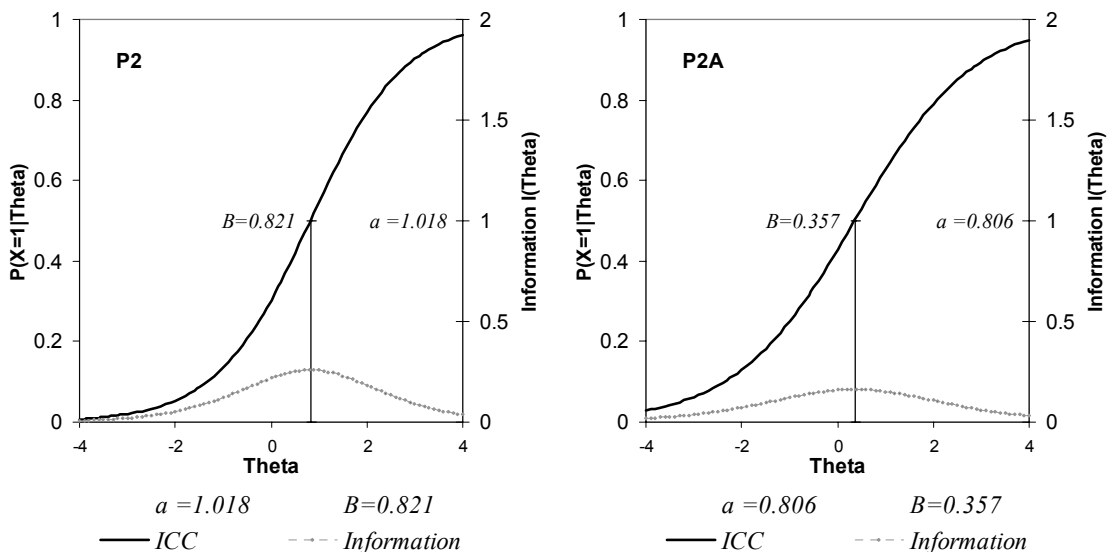 P2
P(X=1|Theta)
1
0.8
0.6
0.4
0.2
0
2
1.5
1
0.5
0
Information I(Theta)
B=0.821
a=1.018
-4 -2 0 2 4
Theta
a =1.018 B=0.821
ICC Information
P2A
P(X=1|Theta)
1
0.8
0.6
0.4
0.2
0
2
1.5
1
0.5
0
Information I(Theta)
B=0.357
a=0.806
-4 -2 0 2 4
Theta
a =0.806 B=0.357
ICC Information